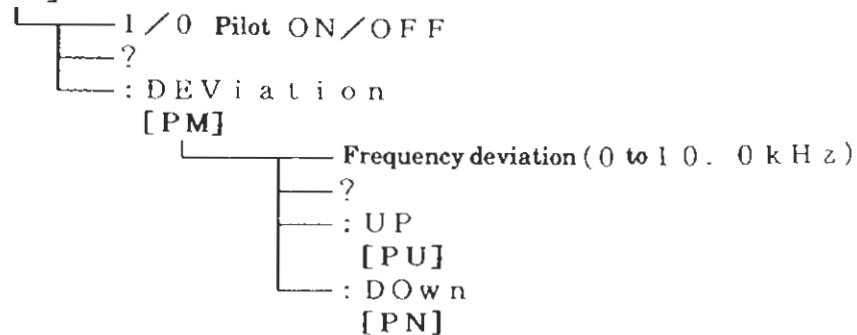 1／0 Pilot ON／OFF
?
:DEViation
[PM]
Frequency deviation(0 to 10.0kHz)
?
:UP
[PU]
:DOwn
[PN]